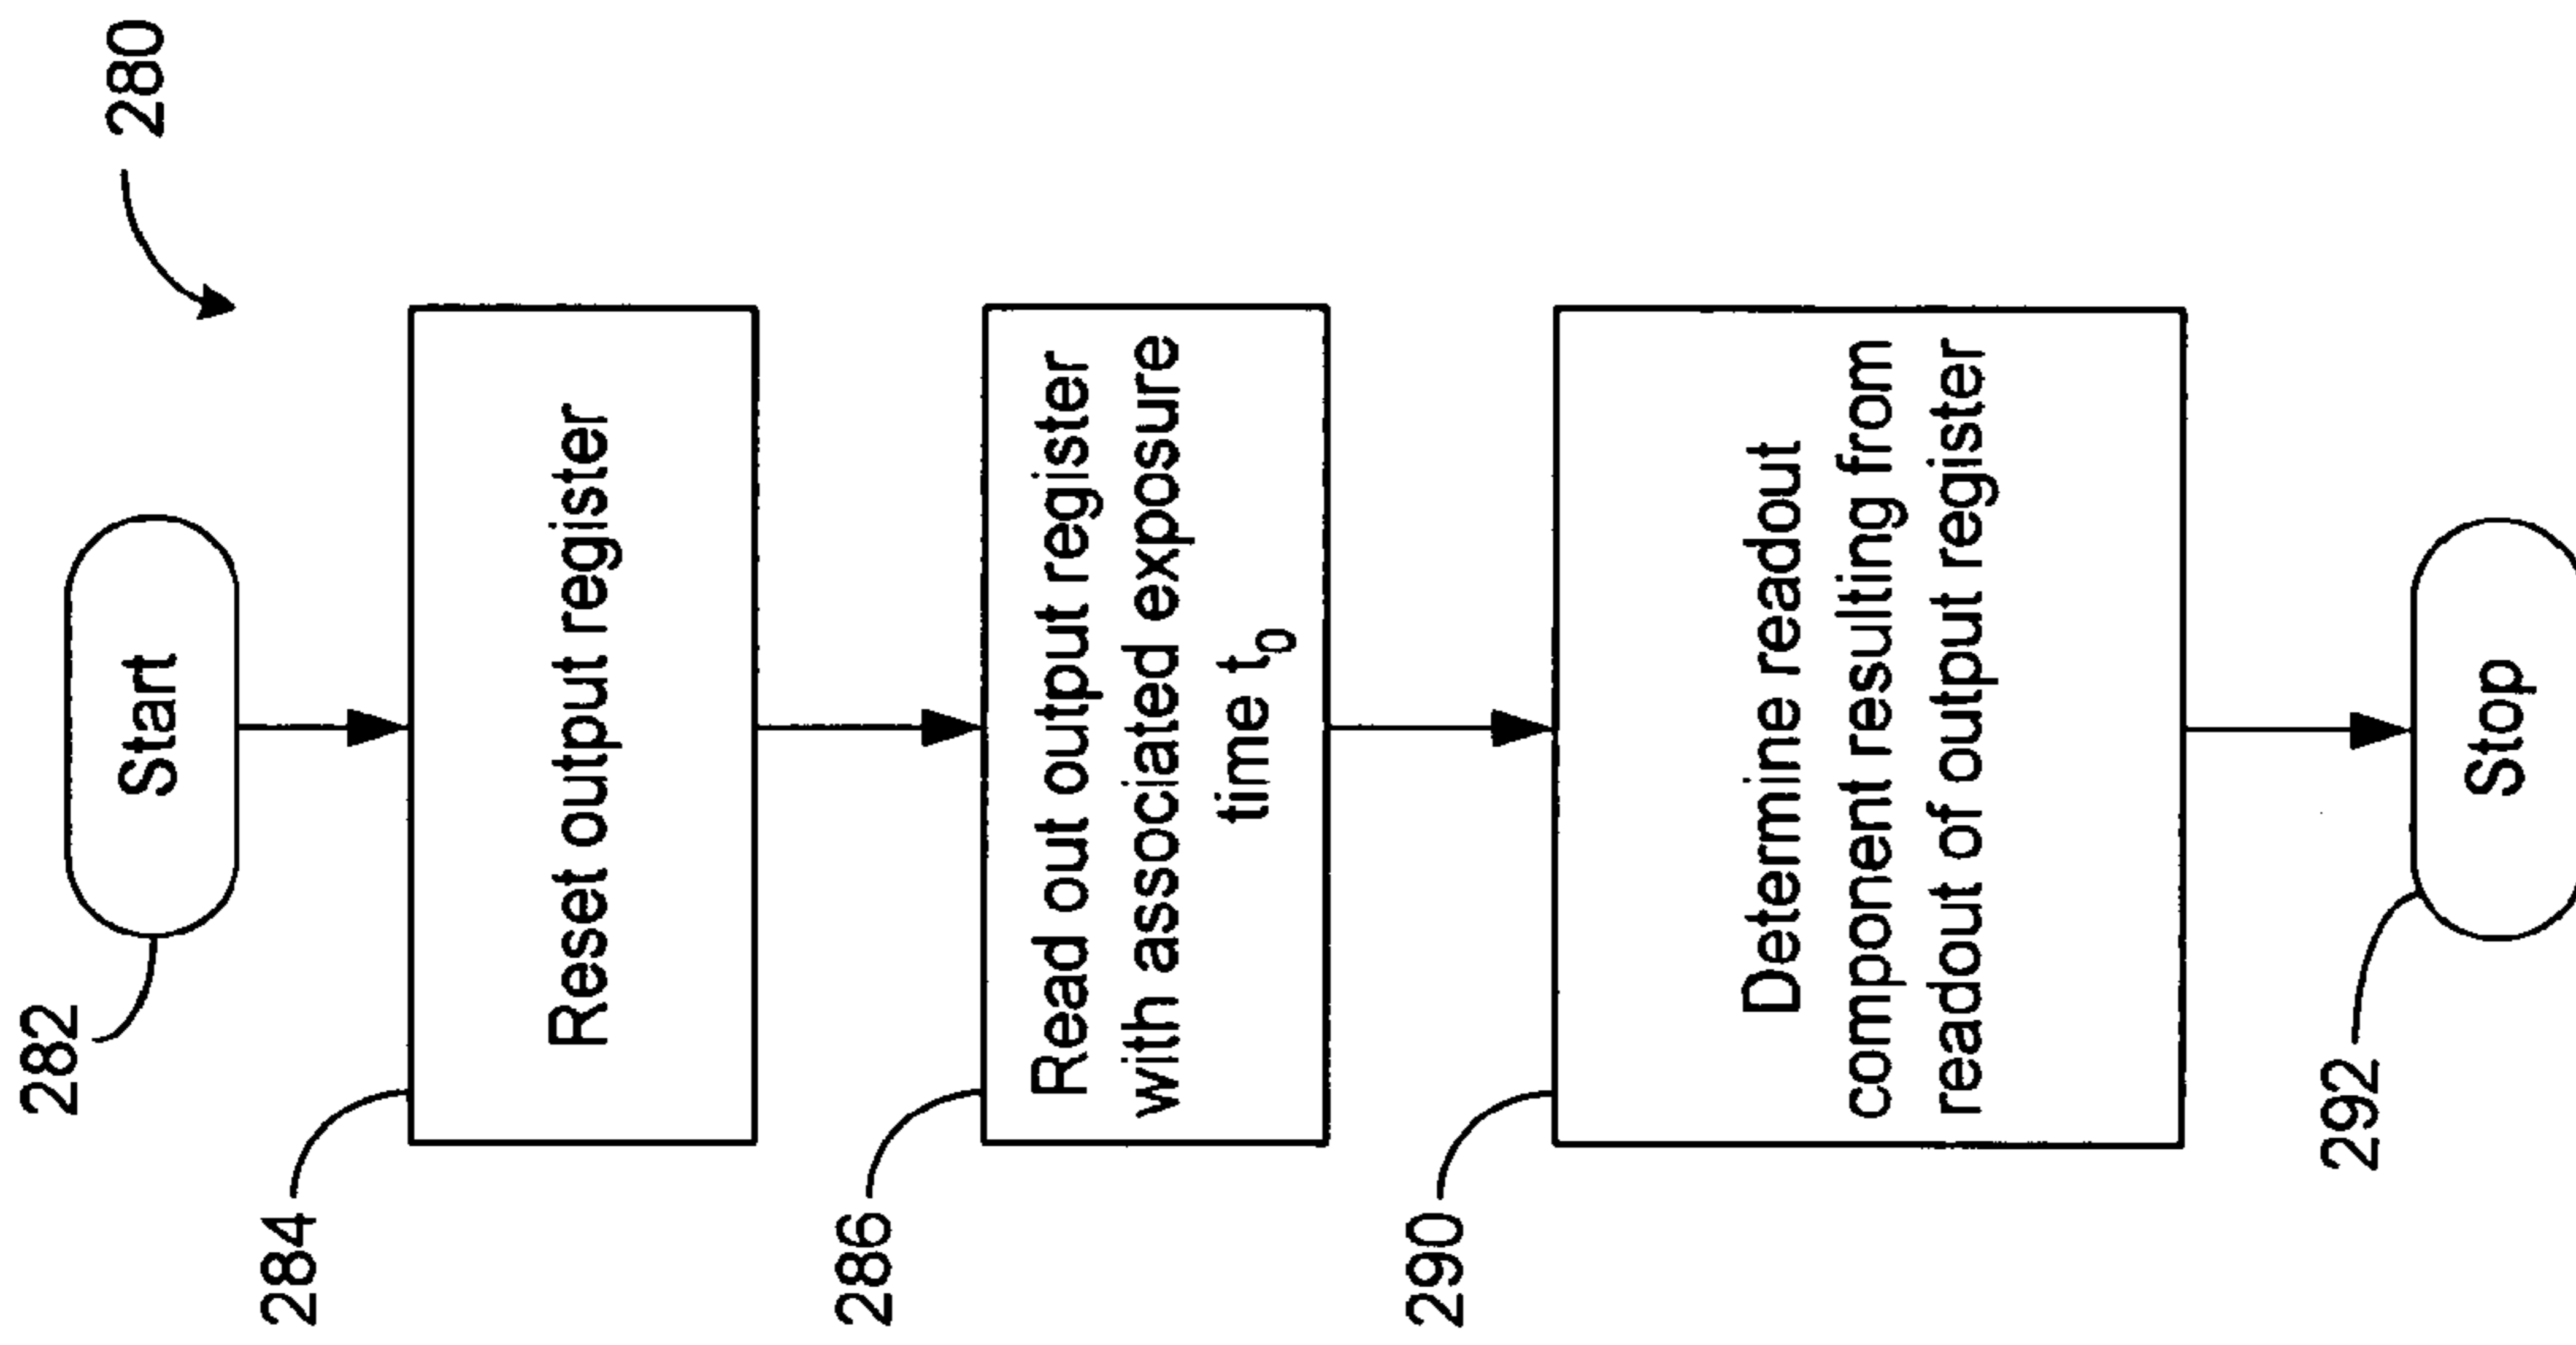 280
282
Start
284
Reset output register
286
Read out output register
with associated exposure
time t₀
290
Determine readout
component resulting from
readout of output register
292
Stop